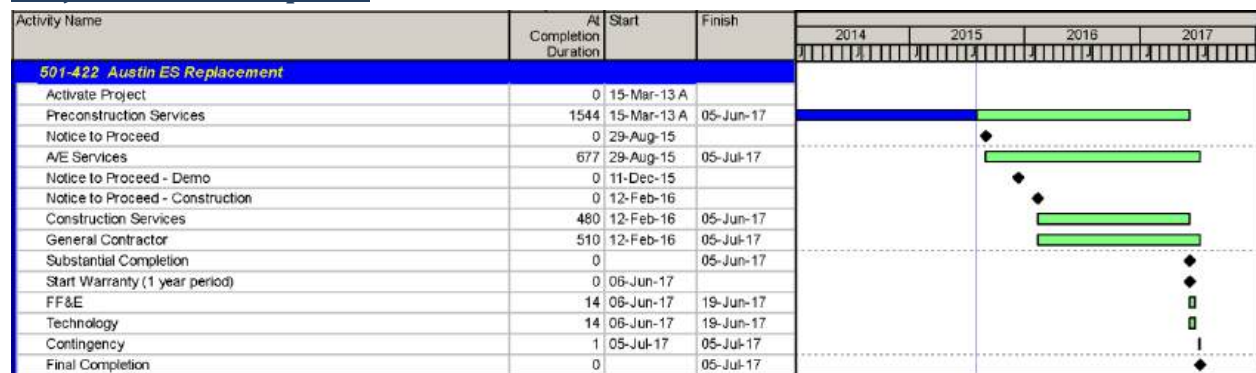 Activity Name At Completion Duration Start Finish 2014 2015 2016 2017
501-422 Austin ES Replacement
Activate Project 0 15-Mar-13 A
Preconstruction Services 1544 15-Mar-13 A 05-Jun-17
Notice to Proceed 0 29-Aug-15
A/E Services 677 29-Aug-15 05-Jul-17
Notice to Proceed - Demo 0 11-Dec-15
Notice to Proceed - Construction 0 12-Feb-16
Construction Services 480 12-Feb-16 05-Jun-17
General Contractor 510 12-Feb-16 05-Jul-17
Substantial Completion 0 05-Jun-17
Start Warranty (1 year period) 0 06-Jun-17
FF&E 14 06-Jun-17 19-Jun-17
Technology 14 06-Jun-17 19-Jun-17
Contingency 1 05-Jul-17 05-Jul-17
Final Completion 0 05-Jul-17